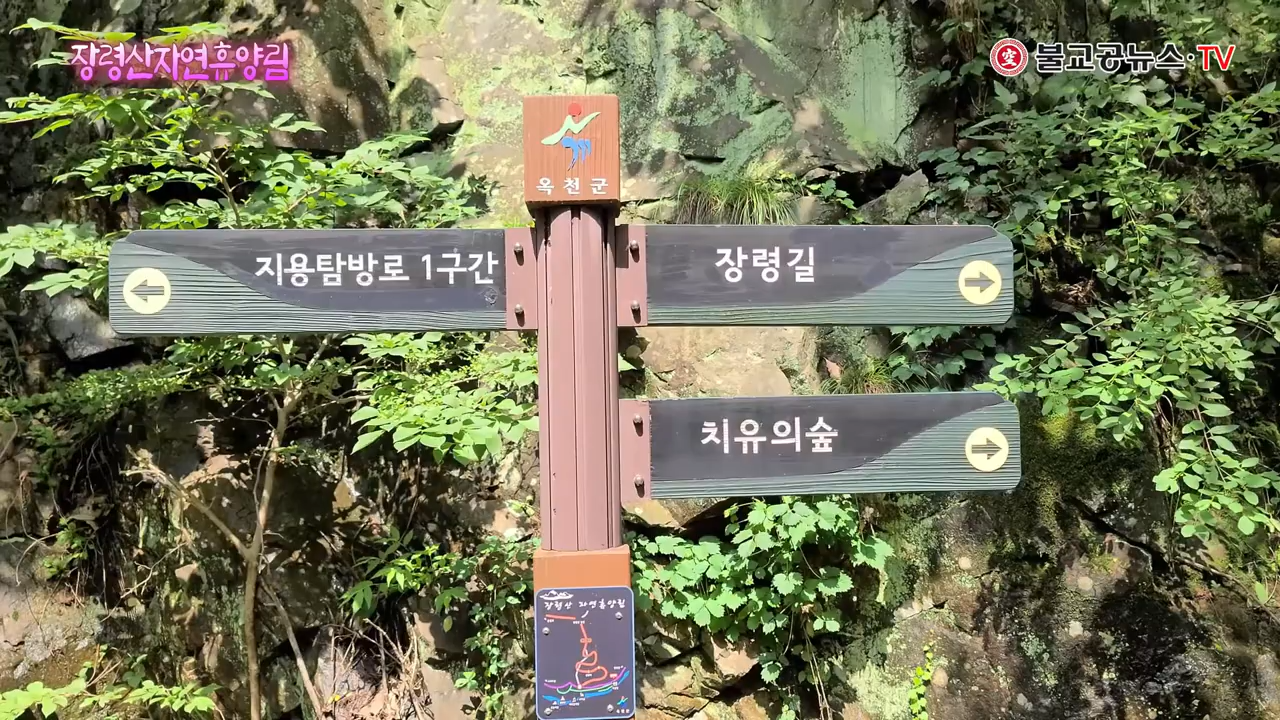 장령산자연휴양림
불교공뉴스·TV
옥천군
지용탐방로 1구간
장령길
치유의숲
장령산 자연휴양림